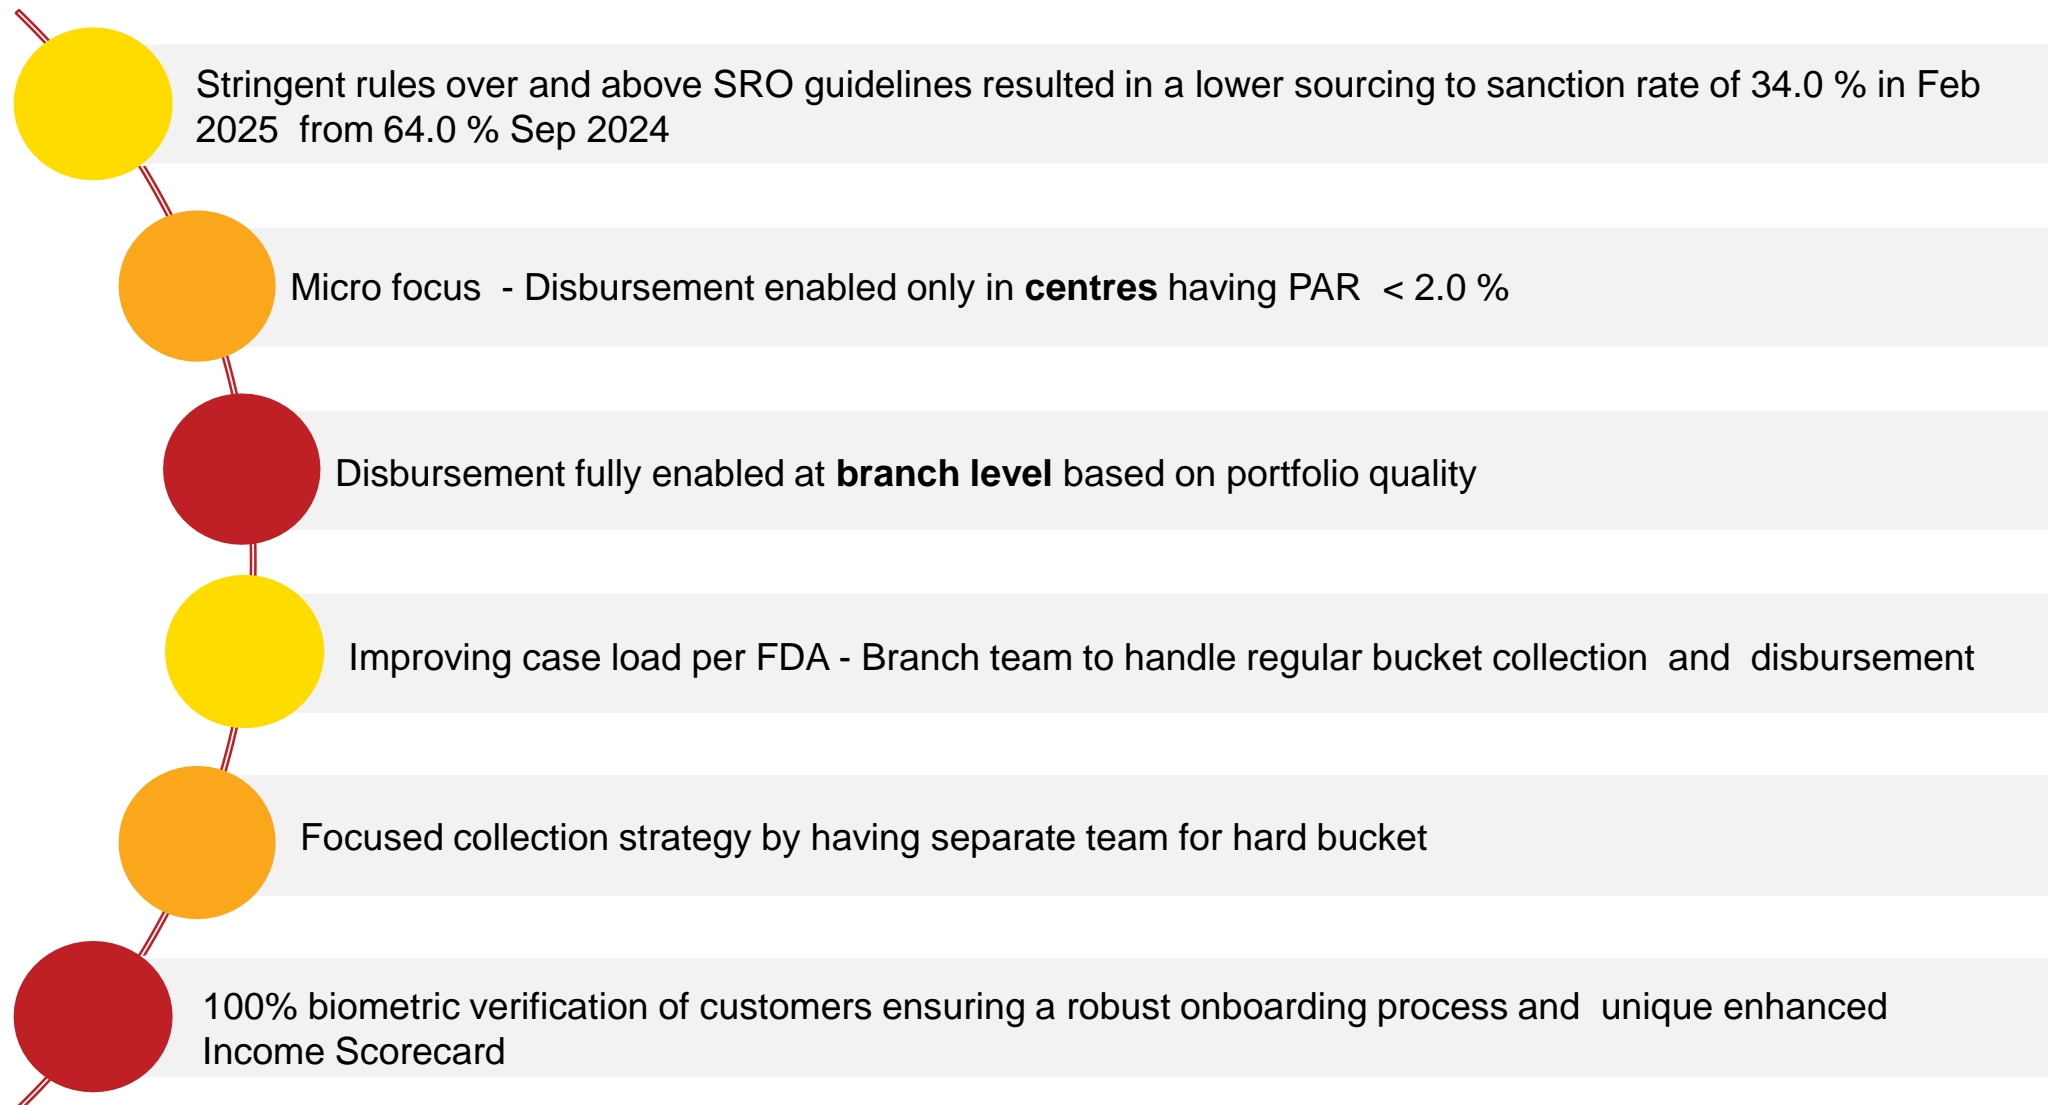 Stringent rules over and above SRO guidelines resulted in a lower sourcing to sanction rate of 34.0 % in Feb
2025  from 64.0 % Sep 2024
Micro focus  - Disbursement enabled only in centres having PAR  < 2.0 %
Disbursement fully enabled at branch level based on portfolio quality
Improving case load per FDA - Branch team to handle regular bucket collection  and  disbursement
Focused collection strategy by having separate team for hard bucket
100% biometric verification of customers ensuring a robust onboarding process and  unique enhanced
Income Scorecard